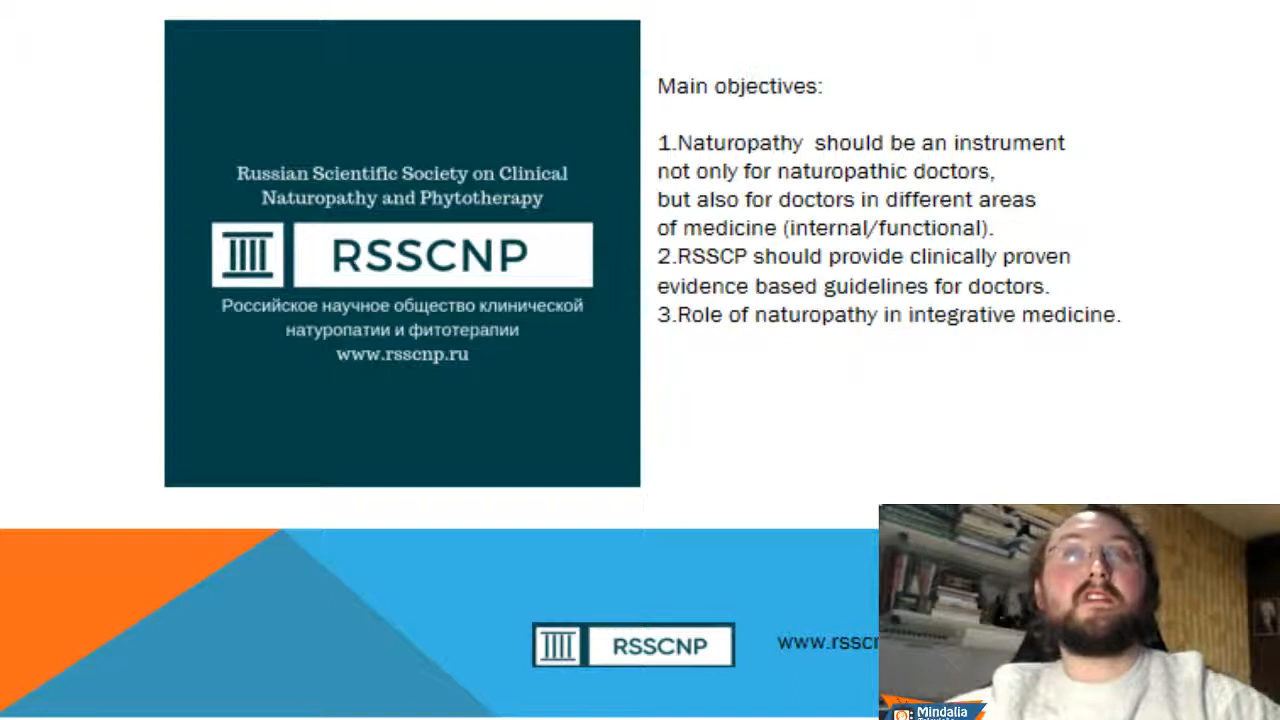 Russian Scientific Society on Clinical
Naturopathy and Phytotherapy
RSSCNP
Российское научное общество клинической
натуропатии и фитотерапии
www.rsscnp.ru
Main objectives:
1.Naturopathy should be an instrument
not only for naturopathic doctors,
but also for doctors in different areas
of medicine (internal/functional).
2.RSSCP should provide clinically proven
evidence based guidelines for doctors.
3.Role of naturopathy in integrative medicine.
RSSCNP
www.rsscn
Mindalia